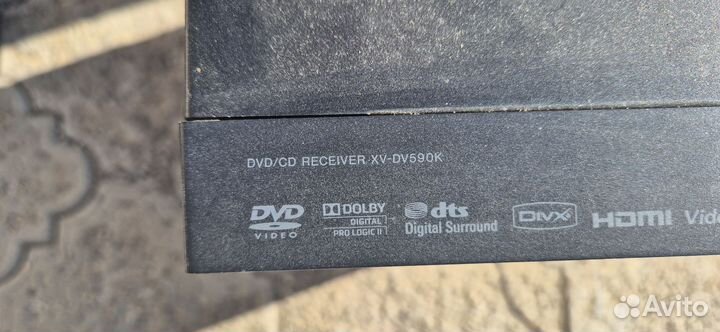 DVD/CD RECEIVER XV-DV590K
DVD VIDEO
DOLBY DIGITAL PRO LOGIC II
dts Digital Surround
DIVX
HDMI
Avito